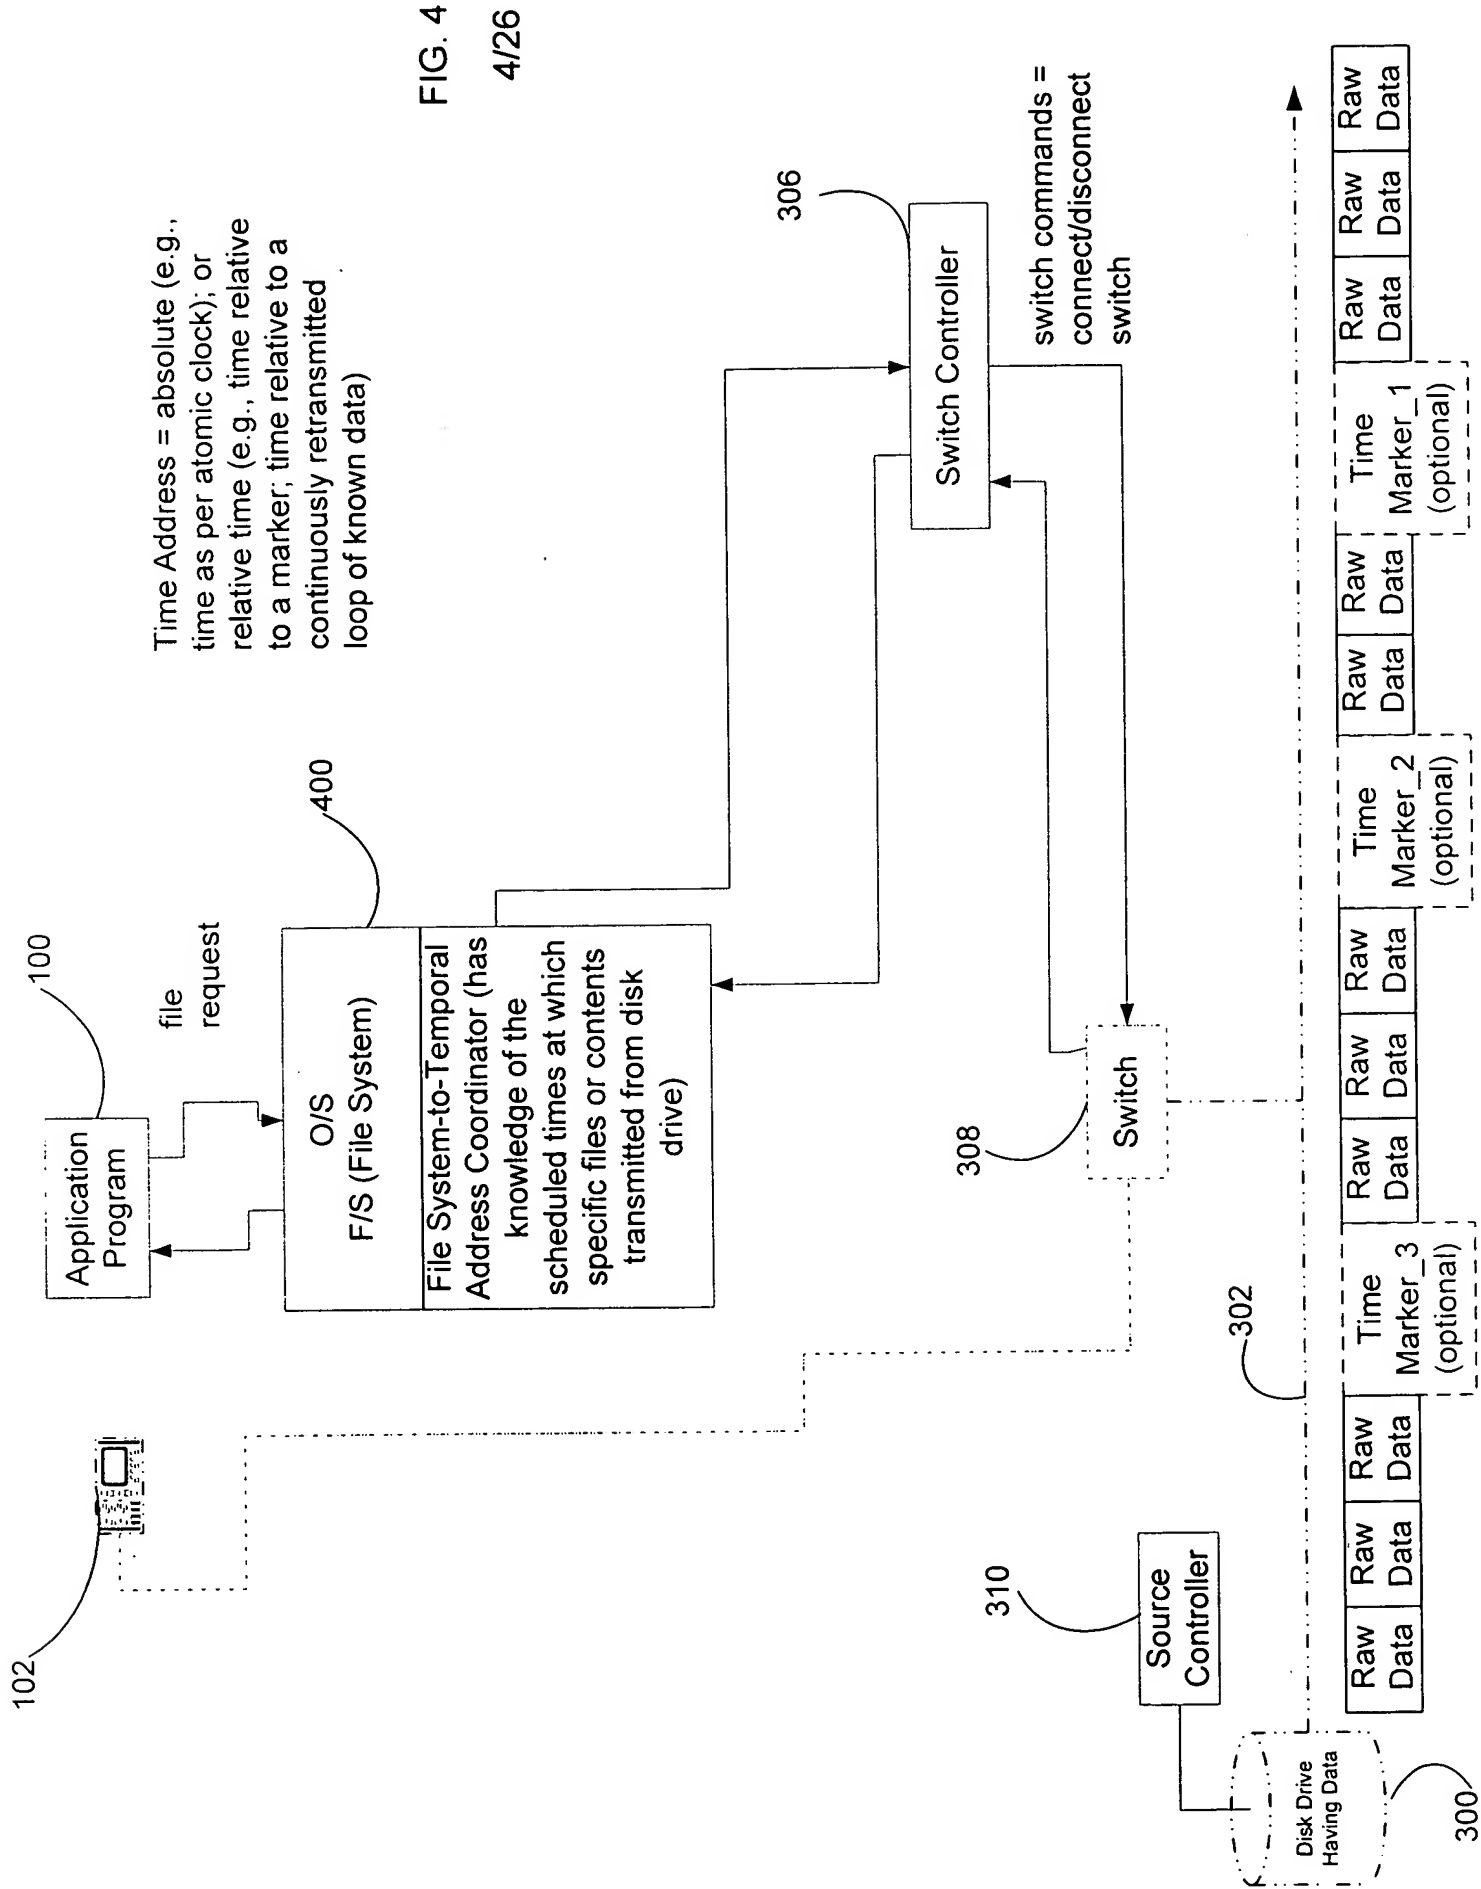 FIG. 4
4/26
Time Address = absolute (e.g.,
time as per atomic clock); or
relative time (e.g., time relative
to a marker; time relative to a
continuously retransmitted
loop of known data)
102
100
Application
Program
file
request
400
O/S
F/S (File System)
File System-to-Temporal
Address Coordinator (has
knowledge of the
scheduled times at which
specific files or contents
transmitted from disk
drive)
306
Switch Controller
switch commands =
connect/disconnect
switch
308
Switch
310
Source
Controller
302
Disk Drive
Having Data
300
Raw
Data
Raw
Data
Raw
Data
Time
Marker_3
(optional)
Raw
Data
Raw
Data
Raw
Data
Time
Marker_2
(optional)
Raw
Data
Raw
Data
Time
Marker_1
(optional)
Raw
Data
Raw
Data
Raw
Data